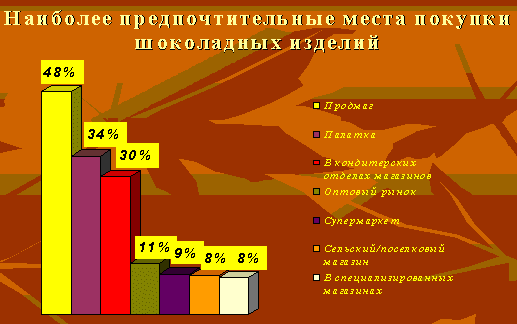 Наиболее предпочтительные места покупки
шоколадных изделий
48%
34%
30%
11%
9%
8%
8%
Продмаг
Палатка
В кондитерских
отделах магазинов
Оптовый рынок
Супермаркет
Сельский/поселковый
магазин
В специализированных
магазинах